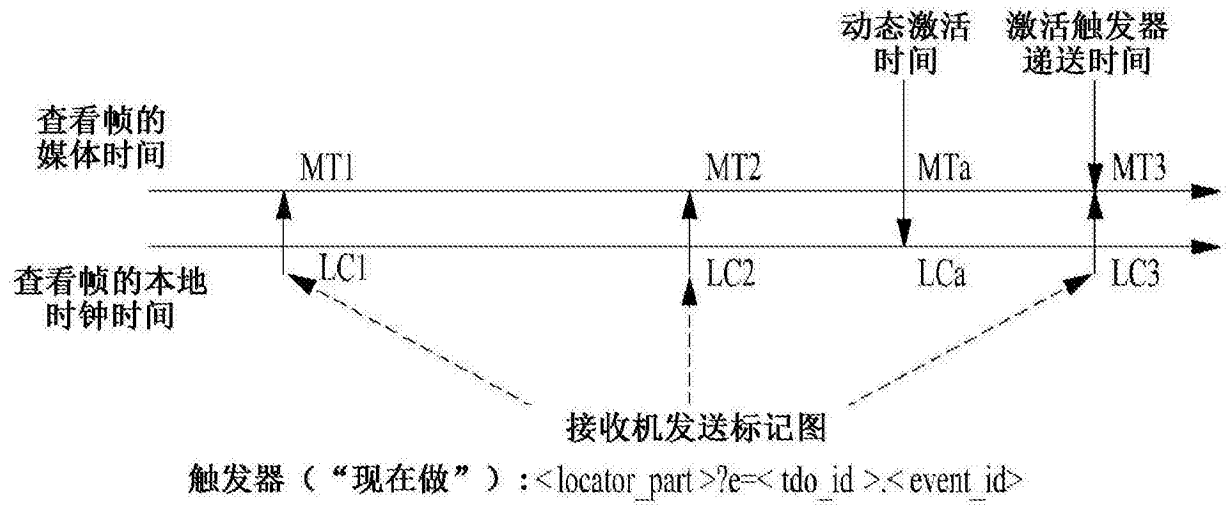 动态激活
时间
激活触发器
递送时间
查看帧的
媒体时间
MT1
MT2
MTa
MT3
LC1
LC2
LCa
LC3
查看帧的本地
时钟时间
接收机发送标记图
触发器（“现在做”）:<locator_part>?e=<tdo_id>.<event_id>